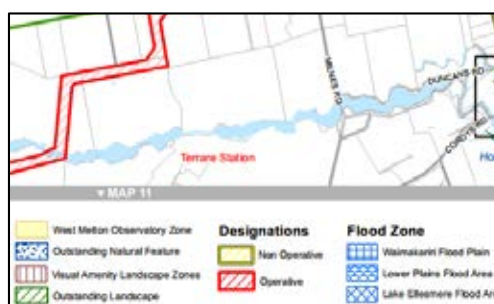 MILNES RD
DUNCANS RD
CORDYS RD
Terrare Station
Ho
▼ MAP 11
West Melton Observatory Zone
Outstanding Natural Feature
Visual Amenity Landscape Zones
Outstanding Landscape
Designations
Non Operative
Operative
Flood Zone
Waimakariri Flood Plain
Lower Plains Flood Area
Lake Ellesmere Flood Ar